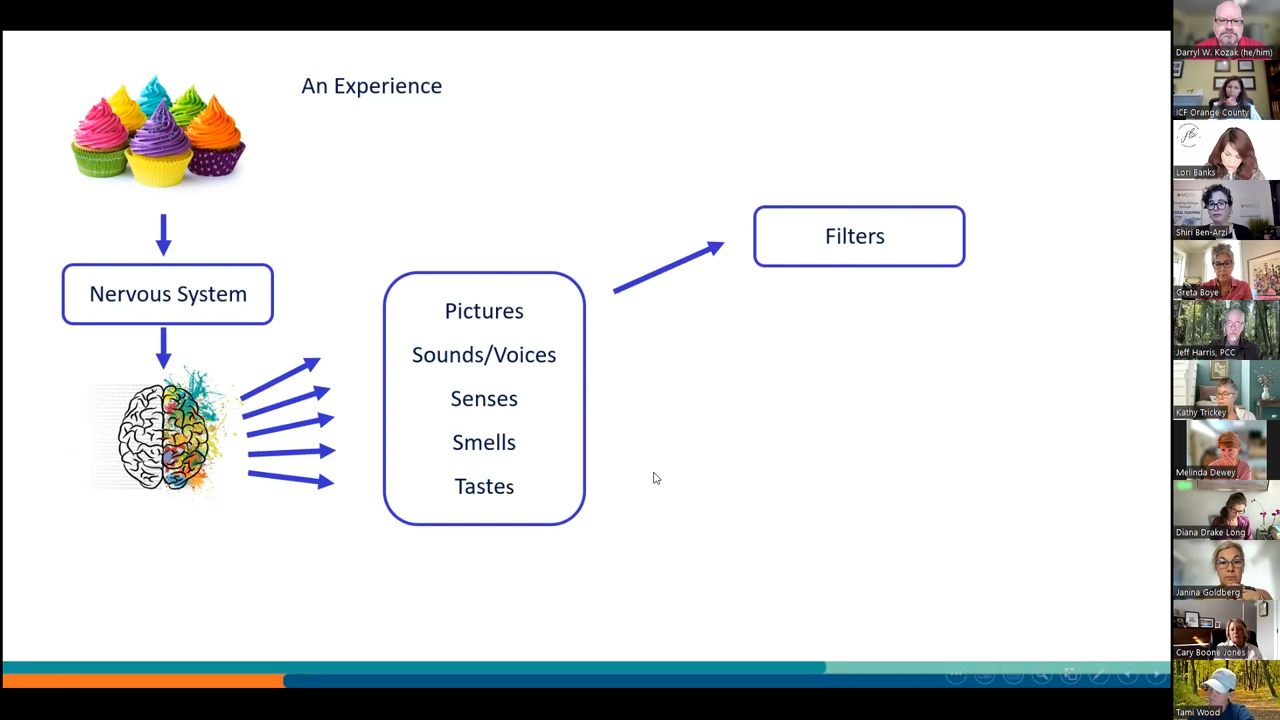 An Experience
Nervous System
Pictures
Sounds/Voices
Senses
Smells
Tastes
Filters
Darryl W. Kozak (he/him)
ICF Orange County
Lori Banks
Shiri Ben-Arzi
Greta Boye
Jeff Harris, PCC
Kathy Trickey
Melinda Dewey
Diana Drake Long
Janina Goldberg
Cary Boone Jones
Tami Wood